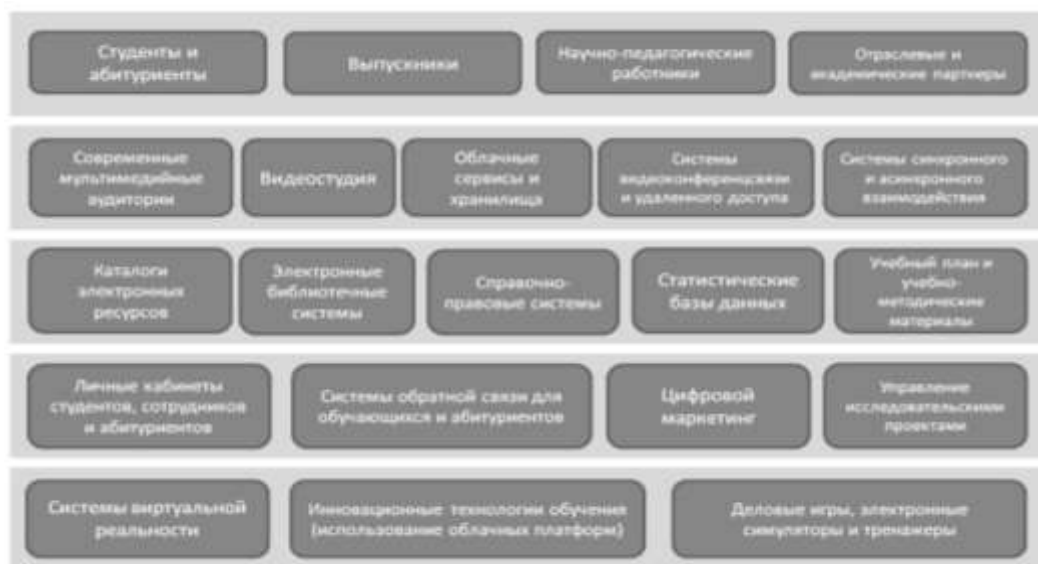 Студенты и
абитуриенты
Выпускники
Научно-педагогические
работники
Отраслевые и
академические партнеры
Современные
мультимедийные
аудитории
Видеостудия
Облачные
сервисы и
хранилища
Системы
видеоконференцсвязи
и удаленного доступа
Системы синхронного
и асинхронного
взаимодействия
Каталоги
электронных
ресурсов
Электронные
библиотечные
системы
Справочно-
правовые системы
Статистические
базы данных
Учебный план и
учебно-
методические
материалы
Личные кабинеты
студентов, сотрудников
и абитуриентов
Системы обратной связи для
обучающихся и абитуриентов
Цифровой
маркетинг
Управление
исследовательскими
проектами
Системы виртуальной
реальности
Инновационные технологии обучения
(использование облачных платформ)
Деловые игры, электронные
симуляторы и тренажеры